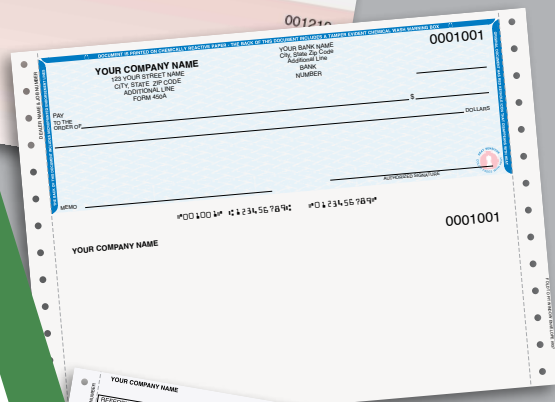 001210
DOCUMENT IS PRINTED ON CHEMICALLY REACTIVE PAPER - THE BACK OF THIS DOCUMENT INCLUDES A TAMPER EVIDENT CHEMICAL WASH WARNING BOX
0001001
YOUR COMPANY NAME
123 YOUR STREET NAME
CITY, STATE ZIP CODE
ADDITIONAL LINE
FORM 450A
YOUR BANK NAME
City, State Zip Code
Additional Line
BANK
NUMBER
PAY
TO THE
ORDER OF
$
DOLLARS
MEMO
AUTHORIZED SIGNATURE
⑈001001⑈ ⑆123456789⑆ ⑈0123456789⑈
YOUR COMPANY NAME
0001001
YOUR COMPANY NAME